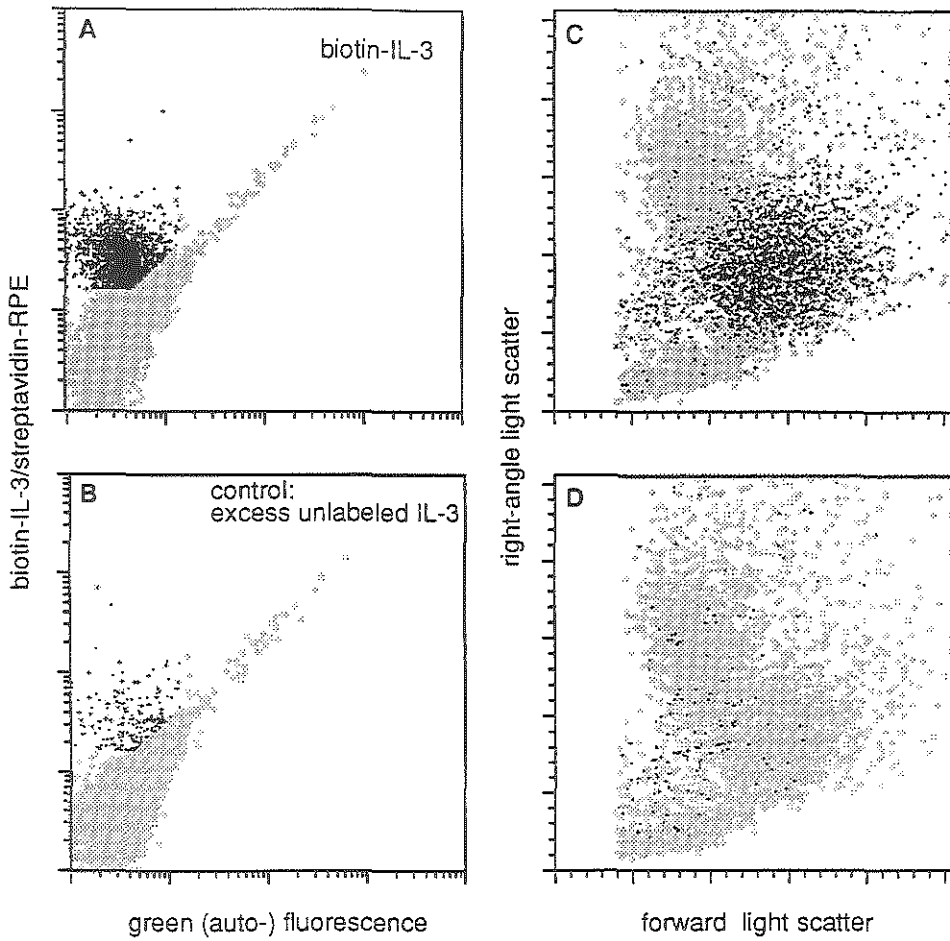 A
biotin-IL-3
C
biotin-IL-3/streptavidin-RPE
right-angle light scatter
B
control:
excess unlabeled IL-3
D
green (auto-) fluorescence
forward light scatter